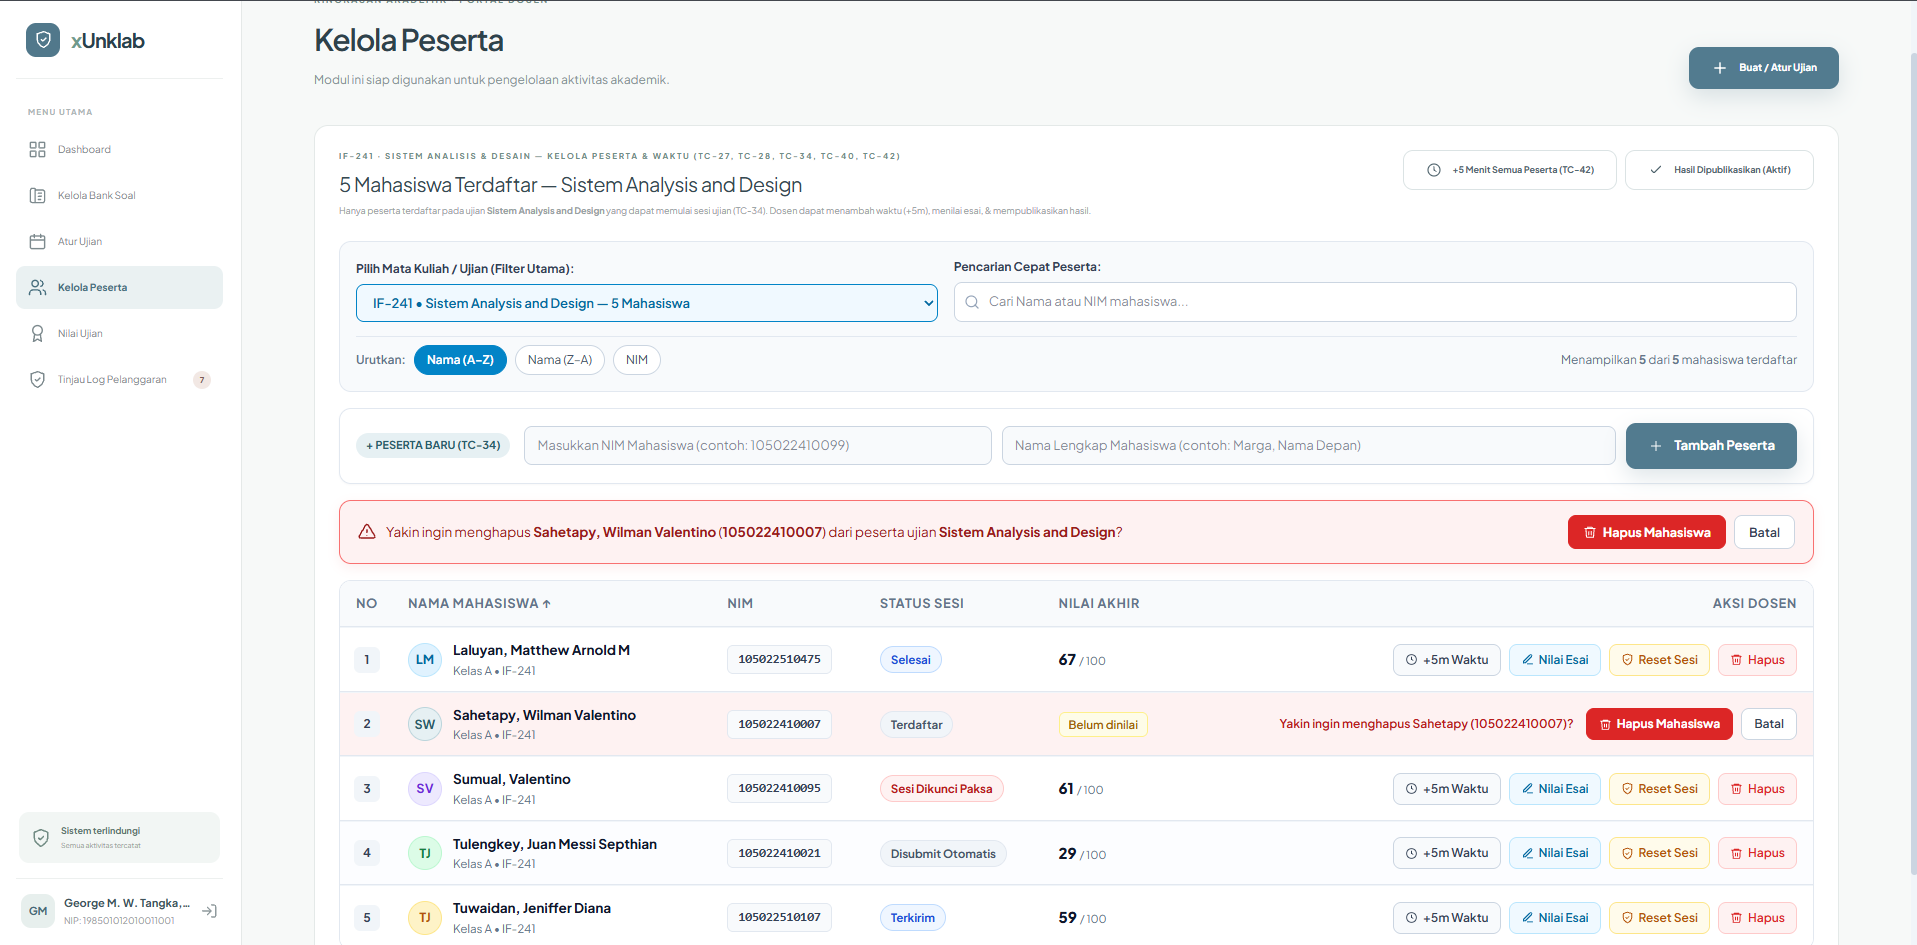 xUnklab
MENU UTAMA
Dashboard
Kelola Bank Soal
Atur Ujian
Kelola Peserta
Nilai Ujian
Tinjau Log Pelanggaran 7
Sistem terlindungi
Semua aktivitas tercatat
GM George M. W. Tangka,...
NIP: 198501012010011001
Kelola Peserta
Modul ini siap digunakan untuk pengelolaan aktivitas akademik.
Buat / Atur Ujian
IF-241 · SISTEM ANALISIS & DESAIN — KELOLA PESERTA & WAKTU (TC-27, TC-28, TC-34, TC-40, TC-42)
5 Mahasiswa Terdaftar — Sistem Analysis and Design
Hanya peserta terdaftar pada ujian Sistem Analysis and Design yang dapat memulai sesi ujian (TC-34). Dosen dapat menambah waktu (+5m), menilai esai, & mempublikasikan hasil.
+5 Menit Semua Peserta (TC-42)
Hasil Dipublikasikan (Aktif)
Pilih Mata Kuliah / Ujian (Filter Utama):
IF-241 • Sistem Analysis and Design — 5 Mahasiswa
Pencarian Cepat Peserta:
Cari Nama atau NIM mahasiswa...
Urutkan: Nama (A–Z) Nama (Z–A) NIM
Menampilkan 5 dari 5 mahasiswa terdaftar
+ PESERTA BARU (TC-34)
Masukkan NIM Mahasiswa (contoh: 105022410099)
Nama Lengkap Mahasiswa (contoh: Marga, Nama Depan)
+ Tambah Peserta
Yakin ingin menghapus Sahetapy, Wilman Valentino (105022410007) dari peserta ujian Sistem Analysis and Design?
Hapus Mahasiswa
Batal
NO NAMA MAHASISWA ↑ NIM STATUS SESI NILAI AKHIR AKSI DOSEN
1 LM Laluyan, Matthew Arnold M 105022510475 Selesai 67 / 100 +5m Waktu Nilai Esai Reset Sesi Hapus
Kelas A • IF-241
2 SW Sahetapy, Wilman Valentino 105022410007 Terdaftar Belum dinilai Yakin ingin menghapus Sahetapy (105022410007)? Hapus Mahasiswa Batal
Kelas A • IF-241
3 SV Sumual, Valentino 105022410095 Sesi Dikunci Paksa 61 / 100 +5m Waktu Nilai Esai Reset Sesi Hapus
Kelas A • IF-241
4 TJ Tulengkey, Juan Messi Septhian 105022410021 Disubmit Otomatis 29 / 100 +5m Waktu Nilai Esai Reset Sesi Hapus
Kelas A • IF-241
5 TJ Tuwaidan, Jeniffer Diana 105022510107 Terkirim 59 / 100 +5m Waktu Nilai Esai Reset Sesi Hapus
Kelas A • IF-241